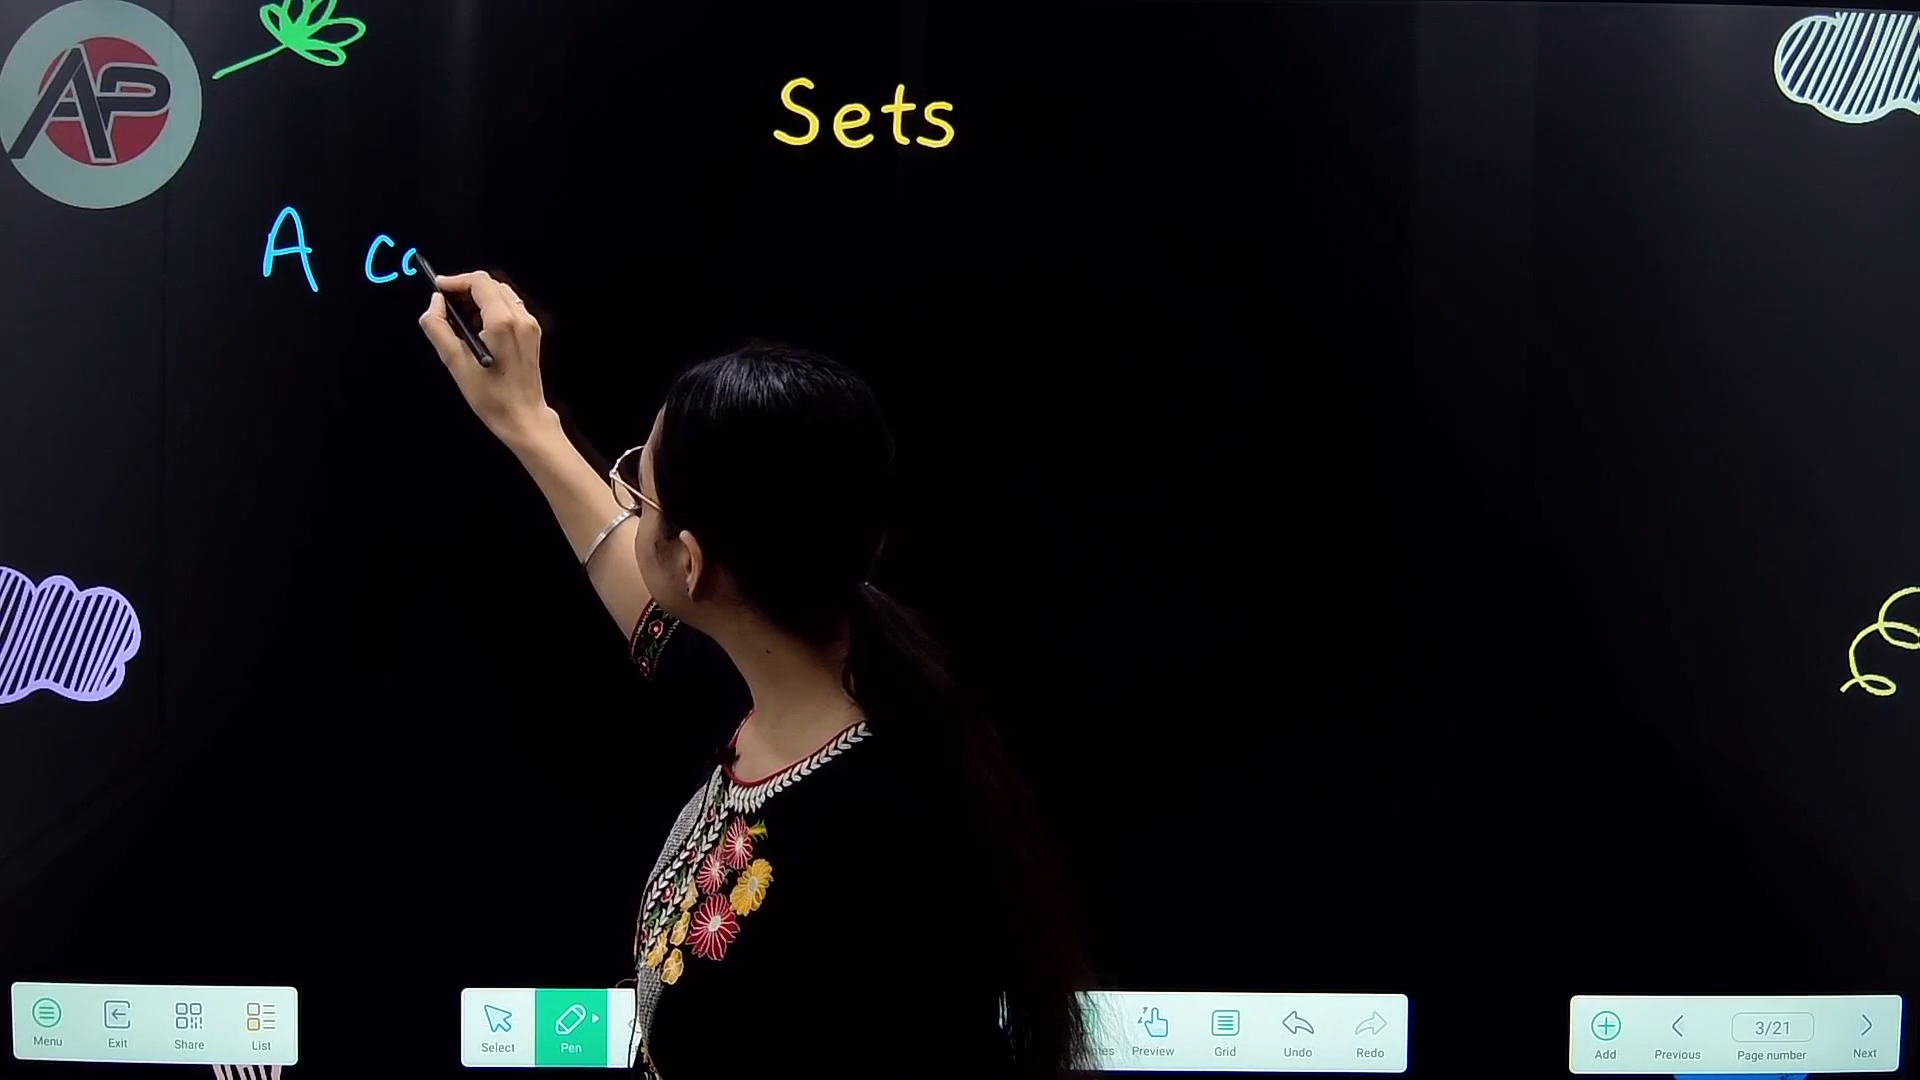 AP
Sets
A co
Menu Exit Share List
Select Pen Preview Grid Undo Redo
Add Previous 3/21 Page number Next